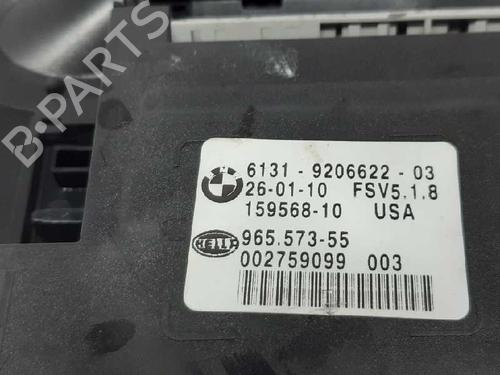 B-PARTS
6131 - 9206622 - 03
26-01-10 FSV5.1.8
159568-10 USA
HELLA 965.573-55
002759099 003